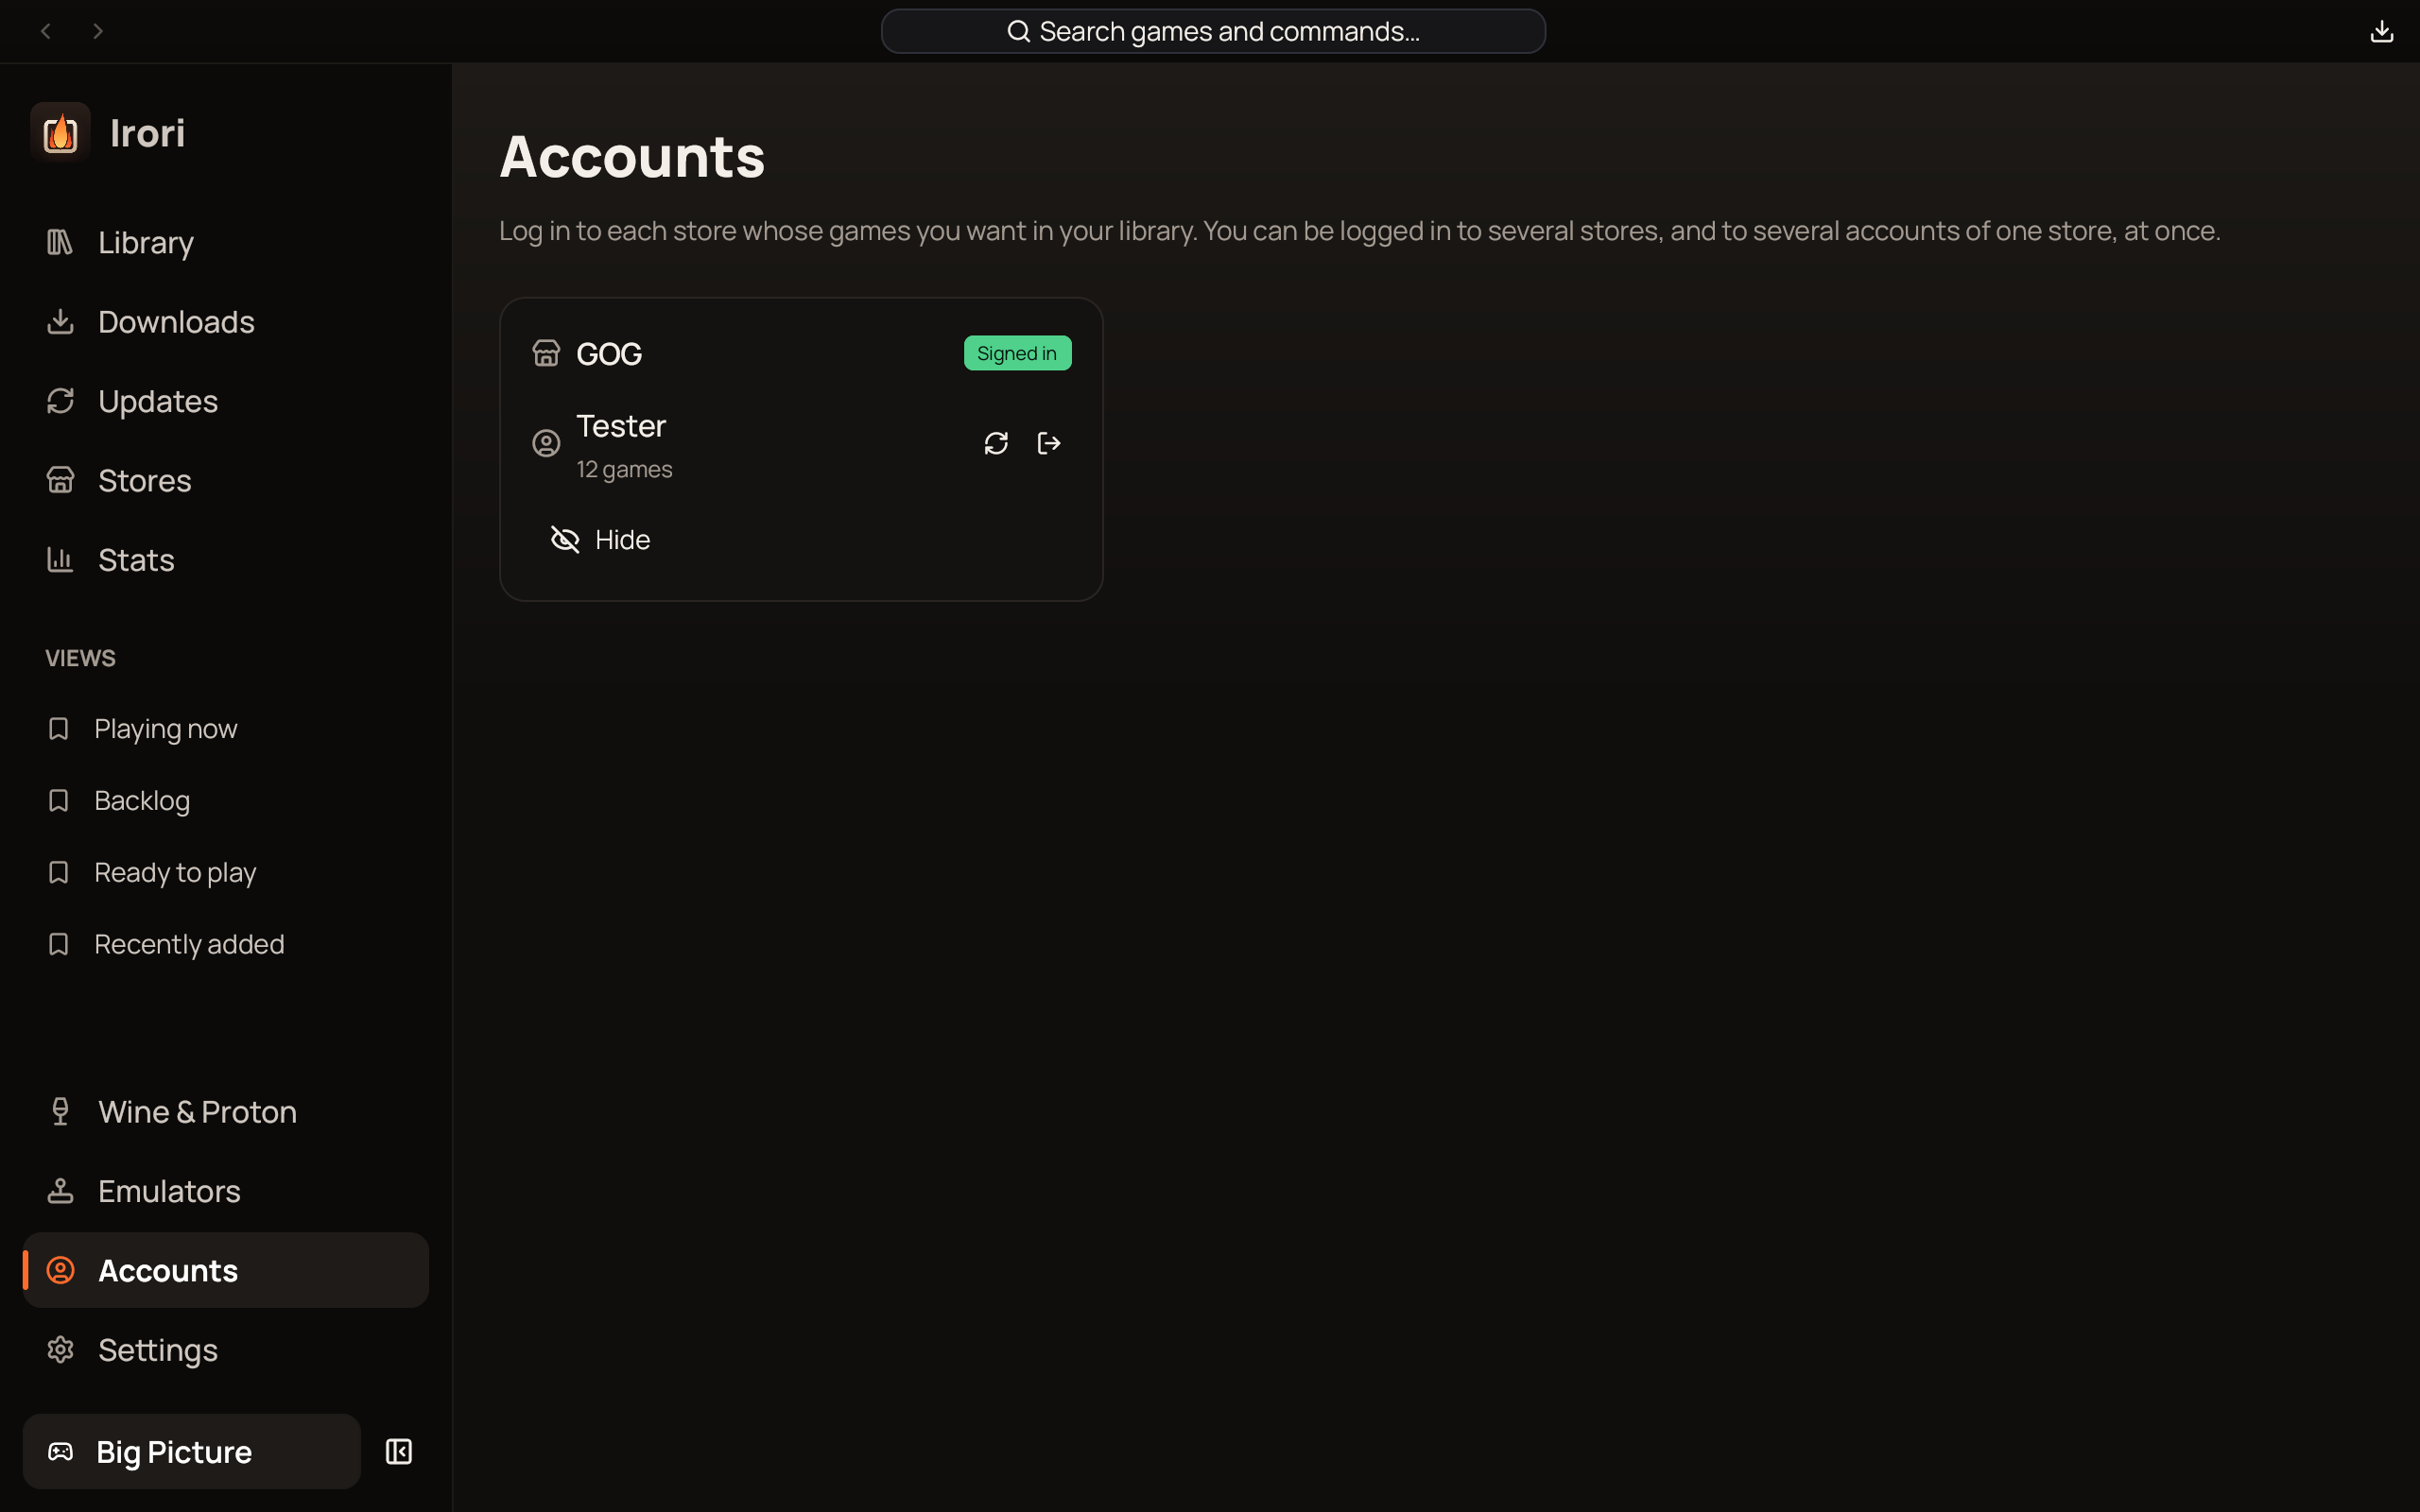 Search games and commands...
Irori
Library
Downloads
Updates
Stores
Stats
VIEWS
Playing now
Backlog
Ready to play
Recently added
Wine & Proton
Emulators
Accounts
Settings
Big Picture
Accounts
Log in to each store whose games you want in your library. You can be logged in to several stores, and to several accounts of one store, at once.
GOG
Signed in
Tester
12 games
Hide